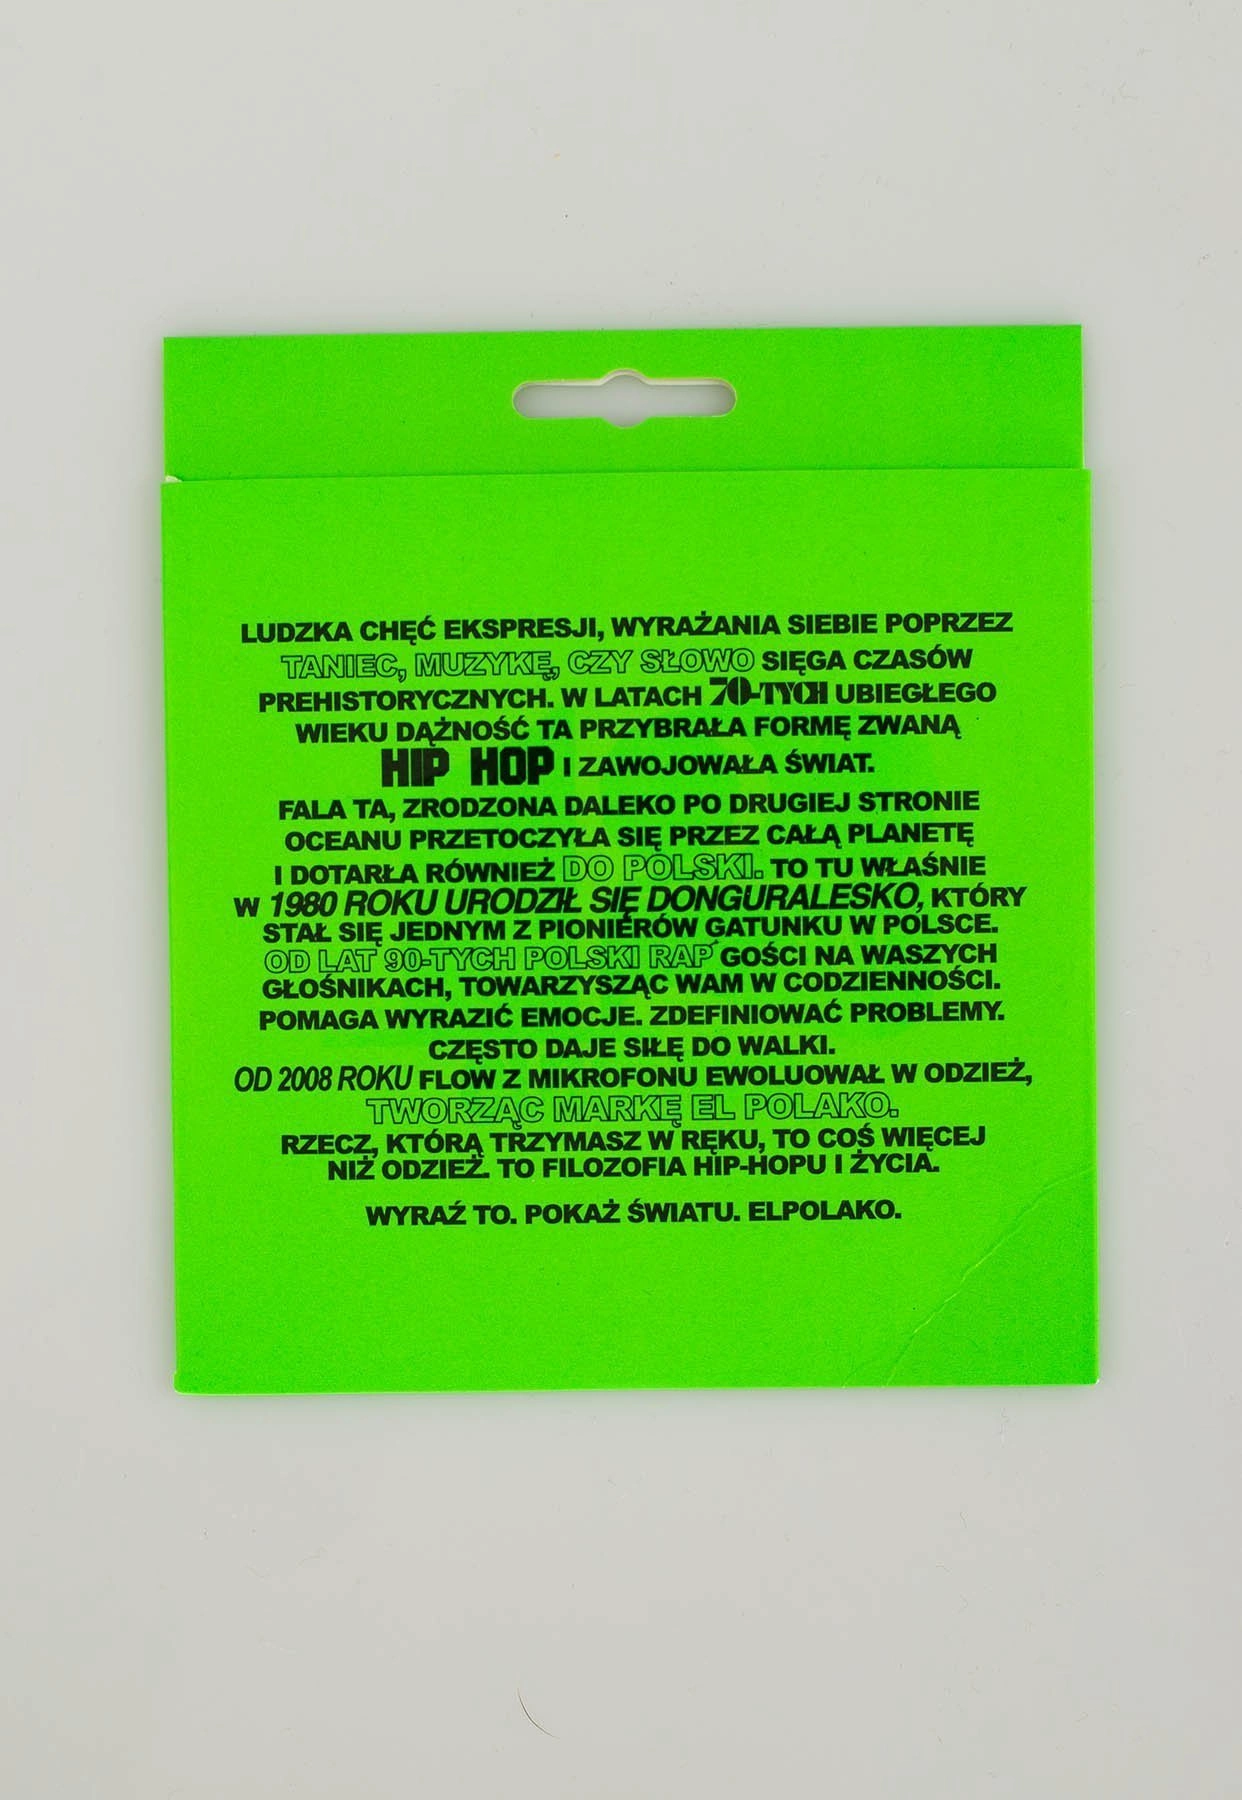 LUDZKA CHĘĆ EKSPRESJI, WYRAŻANIA SIEBIE POPRZEZ
TANIEC, MUZYKĘ, CZY SŁOWO SIĘGA CZASÓW
PREHISTORYCZNYCH. W LATACH 70-TYCH UBIEGŁEGO
WIEKU DĄŻNOŚĆ TA PRZYBRAŁA FORMĘ ZWANĄ
HIP HOP I ZAWOJOWAŁA ŚWIAT.
FALA TA, ZRODZONA DALEKO PO DRUGIEJ STRONIE
OCEANU PRZETOCZYŁA SIĘ PRZEZ CAŁĄ PLANETĘ
I DOTARŁA RÓWNIEŻ DO POLSKI. TO TU WŁAŚNIE
W 1980 ROKU URODZIŁ SIĘ DONGURALESKO, KTÓRY
STAŁ SIĘ JEDNYM Z PIONIERÓW GATUNKU W POLSCE.
OD LAT 90-TYCH POLSKI RAP GOŚCI NA WASZYCH
GŁOŚNIKACH, TOWARZYSZĄC WAM W CODZIENNOŚCI.
POMAGA WYRAZIĆ EMOCJE. ZDEFINIOWAĆ PROBLEMY.
CZĘSTO DAJE SIŁĘ DO WALKI.
OD 2008 ROKU FLOW Z MIKROFONU EWOLUOWAŁ W ODZIEŻ,
TWORZĄC MARKĘ EL POLAKO.
RZECZ, KTÓRĄ TRZYMASZ W RĘKU, TO COŚ WIĘCEJ
NIŻ ODZIEŻ. TO FILOZOFIA HIP-HOPU I ŻYCIA.
WYRAŹ TO. POKAŻ ŚWIATU. ELPOLAKO.